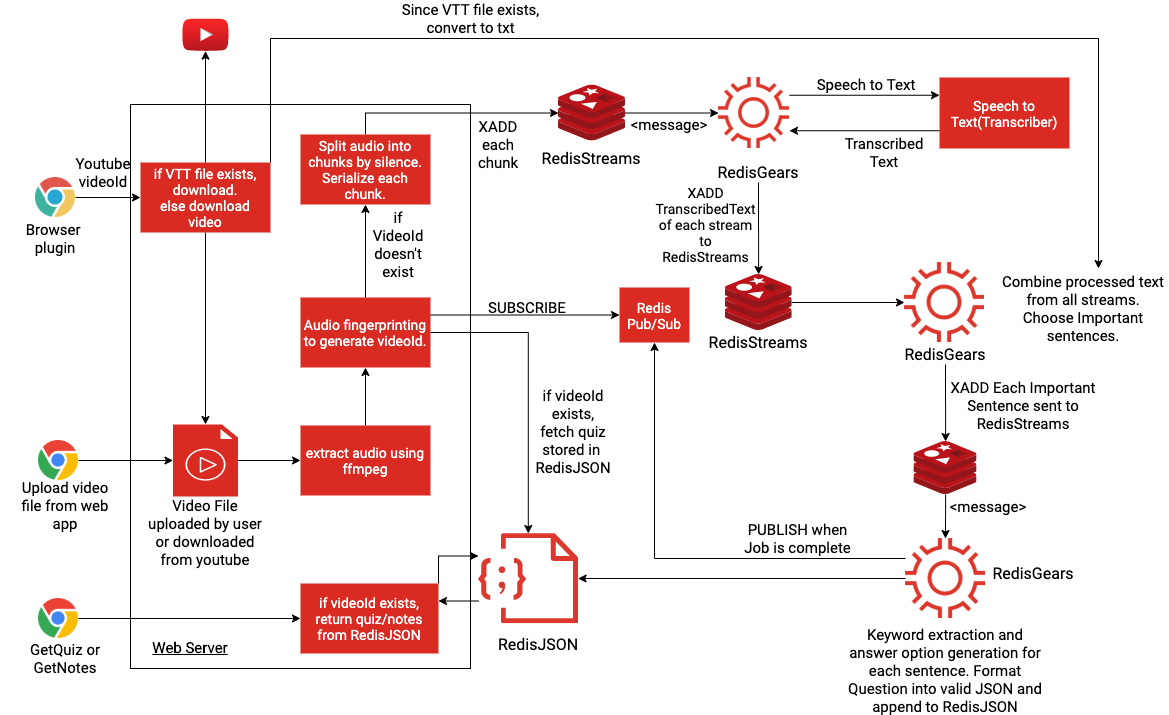 Since VTT file exists,
convert to txt
Youtube
videoId
if VTT file exists,
download.
else download
video
Browser
plugin
Split audio into
chunks by silence.
Serialize each
chunk.
XADD
each
chunk
RedisStreams
<message>
RedisGears
Speech to Text
Speech to
Text(Transcriber)
Transcribed
Text
if
VideoId
doesn't
exist
XADD
TranscribedText
of each stream
to
RedisStreams
Audio fingerprinting
to generate videoId.
SUBSCRIBE
Redis
Pub/Sub
RedisStreams
RedisGears
Combine processed text
from all streams.
Choose Important
sentences.
if videoId
exists,
fetch quiz
stored in
RedisJSON
XADD Each Important
Sentence sent to
RedisStreams
Upload video
file from web
app
Video File
uploaded by user
or downloaded
from youtube
extract audio using
ffmpeg
<message>
PUBLISH when
Job is complete
RedisGears
{;}
RedisJSON
GetQuiz or
GetNotes
if videoId exists,
return quiz/notes
from RedisJSON
Web Server
Keyword extraction and
answer option generation for
each sentence. Format
Question into valid JSON and
append to RedisJSON